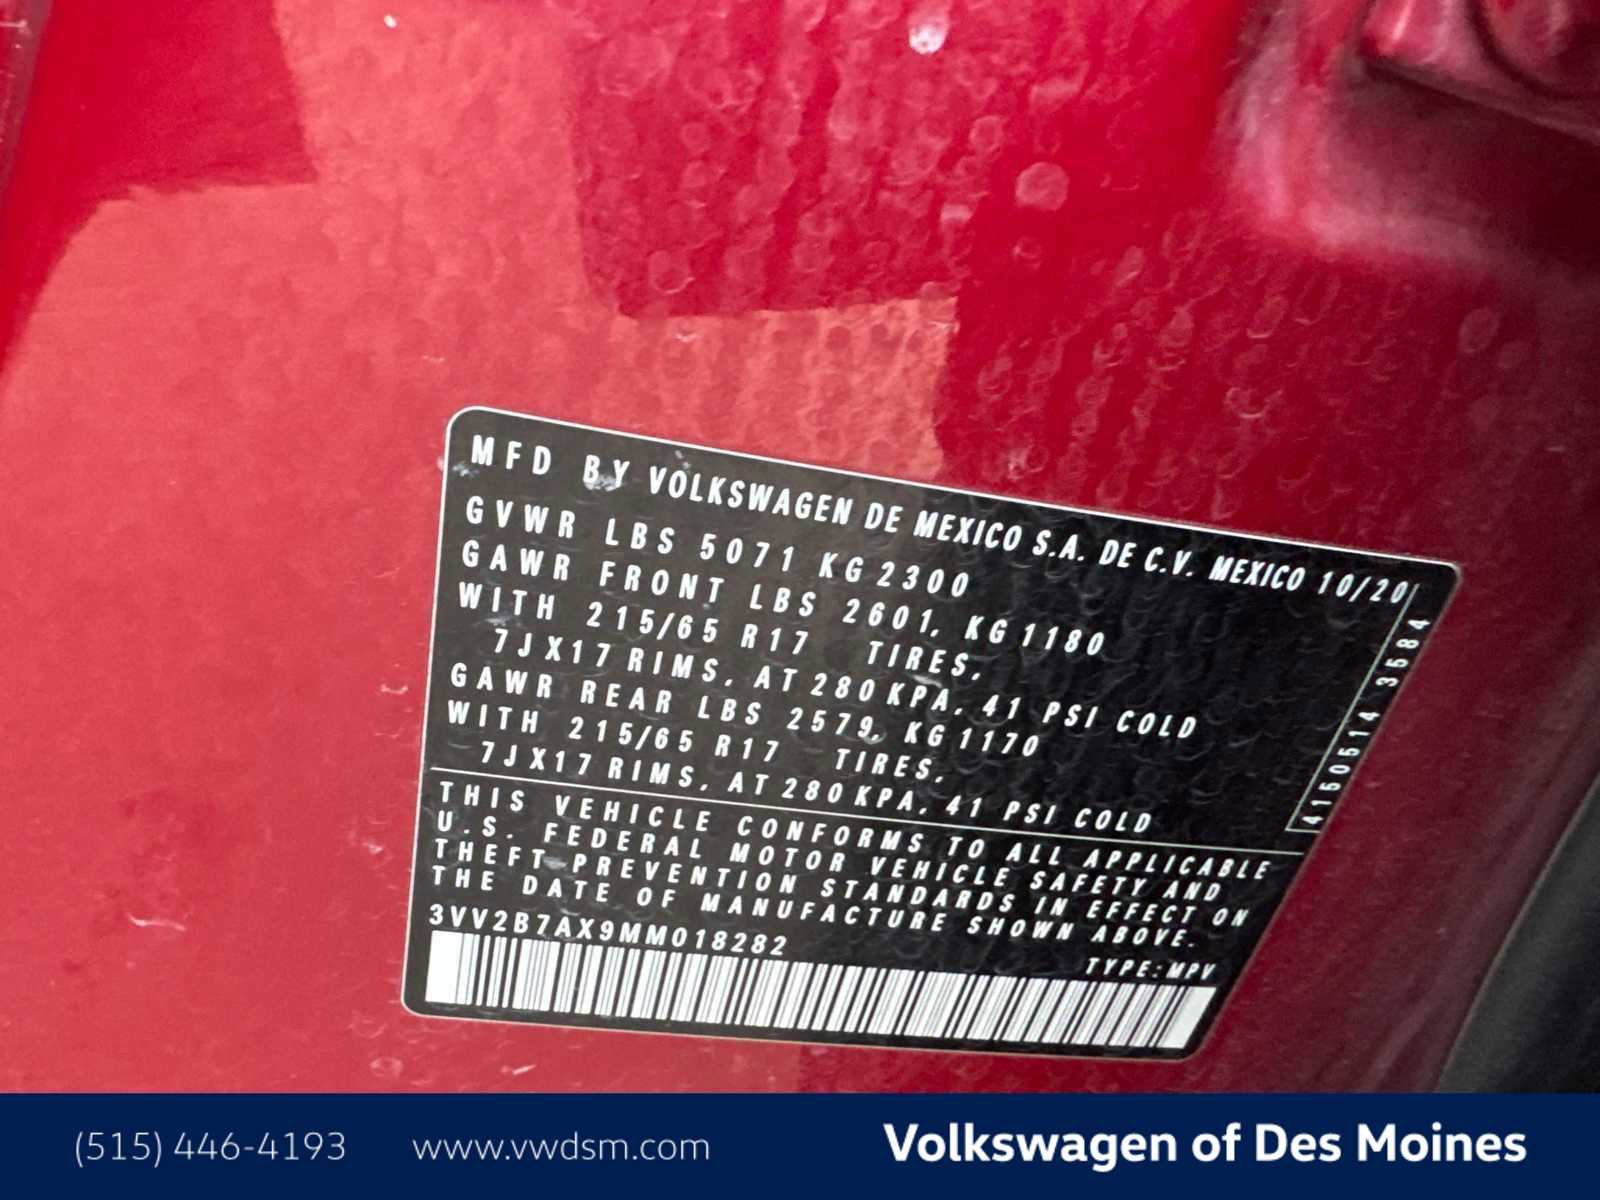 MFD BY VOLKSWAGEN DE MEXICO S.A. DE C.V. MEXICO 10/20
GVWR LBS 5071 KG 2300
GAWR FRONT LBS 2601, KG 1180
WITH 215/65 R17 TIRES,
7JX17 RIMS, AT 280 KPA, 41 PSI COLD
GAWR REAR LBS 2579, KG 1170
WITH 215/65 R17 TIRES,
7JX17 RIMS, AT 280 KPA, 41 PSI COLD
4150514 3584
THIS VEHICLE CONFORMS TO ALL APPLICABLE
U.S. FEDERAL MOTOR VEHICLE SAFETY AND
THEFT PREVENTION STANDARDS IN EFFECT ON
THE DATE OF MANUFACTURE SHOWN ABOVE.
3VV2B7AX9MM018282
TYPE:MPV
(515) 446-4193
www.vwdsm.com
Volkswagen of Des Moines